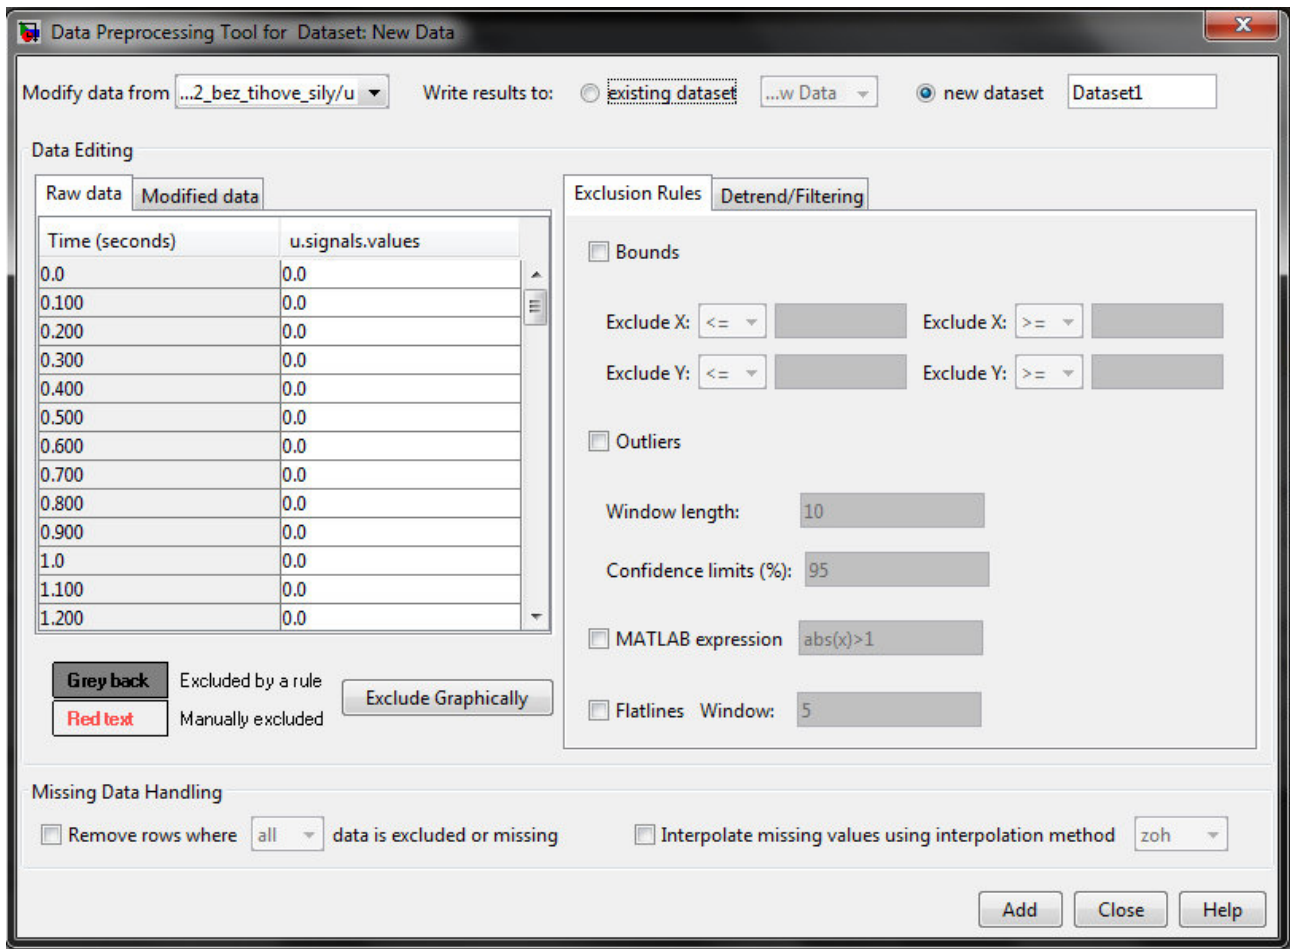 Data Preprocessing Tool for Dataset: New Data
Modify data from ...2_bez_tihove_sily/u Write results to: existing dataset ...w Data new dataset Dataset1
Data Editing
Raw data Modified data Exclusion Rules Detrend/Filtering
Time (seconds) u.signals.values
0.0 0.0
0.100 0.0
0.200 0.0
0.300 0.0
0.400 0.0
0.500 0.0
0.600 0.0
0.700 0.0
0.800 0.0
0.900 0.0
1.0 0.0
1.100 0.0
1.200 0.0
Grey back Excluded by a rule
Red text Manually excluded
Exclude Graphically
Bounds
Exclude X: <= Exclude X: >=
Exclude Y: <= Exclude Y: >=
Outliers
Window length: 10
Confidence limits (%): 95
MATLAB expression abs(x)>1
Flatlines Window: 5
Missing Data Handling
Remove rows where all data is excluded or missing Interpolate missing values using interpolation method zoh
Add Close Help